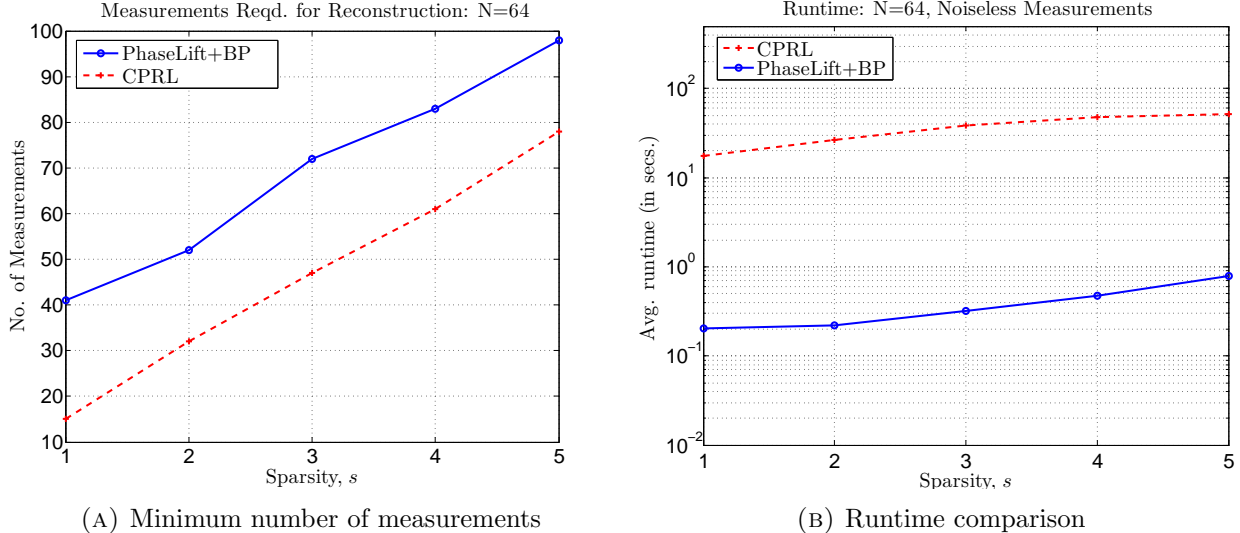 Measurements Reqd. for Reconstruction: N=64
100
90
80
70
60
50
40
30
20
10
No. of Measurements
PhaseLift+BP
CPRL
1 2 3 4 5
Sparsity, s
(A) Minimum number of measurements
Runtime: N=64, Noiseless Measurements
10^2
10^1
10^0
10^-1
10^-2
Avg. runtime (in secs.)
CPRL
PhaseLift+BP
1 2 3 4 5
Sparsity, s
(B) Runtime comparison